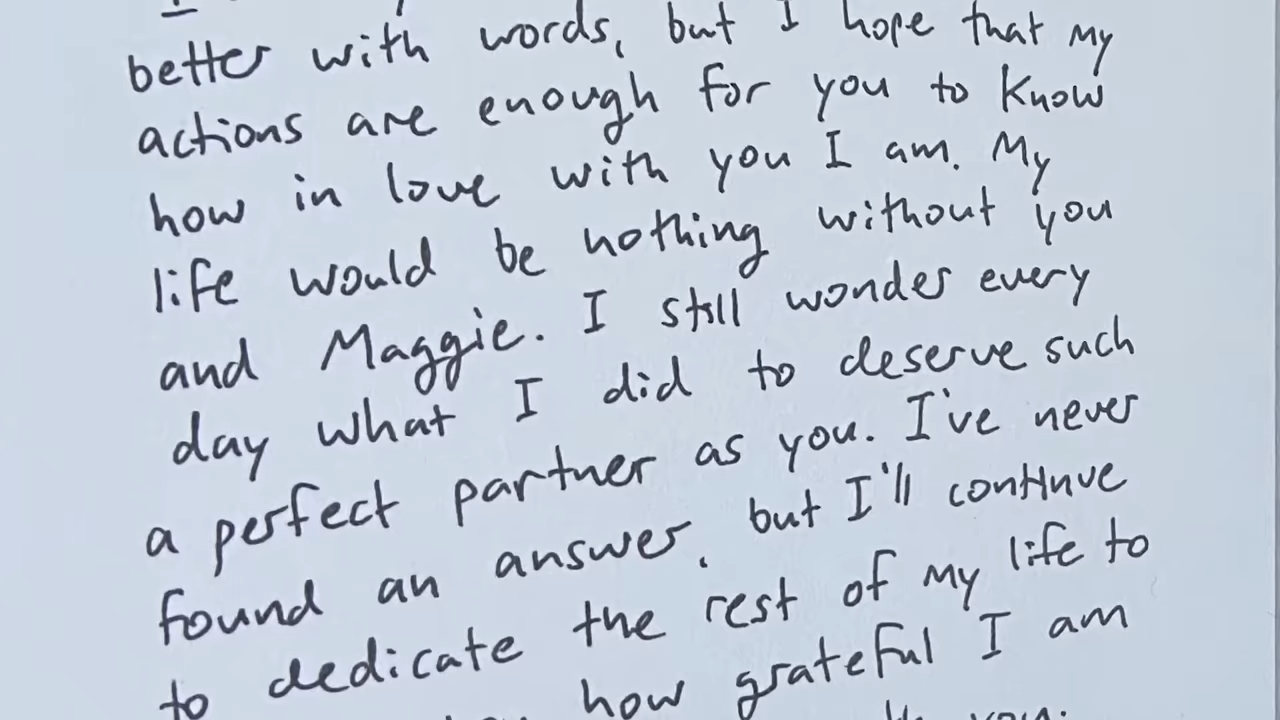 better with words, but I hope that my
actions are enough for you to know
how in love with you I am. My
life would be nothing without you
and Maggie. I still wonder every
day what I did to deserve such
a perfect partner as you. I've never
found an answer, but I'll continue
to dedicate the rest of my life to
how grateful I am
you.